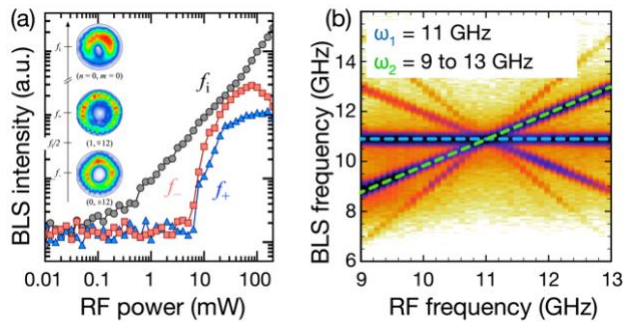 (a)
BLS intensity (a.u.)
fᵢ
(n = 0, m = 0)
f₊
(1, ±12)
fᵢ/2
f₋
(0, ±12)
fᵢ
f₋
f₊
0.01 0.1 1 10 100
RF power (mW)
(b)
ω₁ = 11 GHz
ω₂ = 9 to 13 GHz
BLS frequency (GHz)
14
12
10
8
6
9 10 11 12 13
RF frequency (GHz)